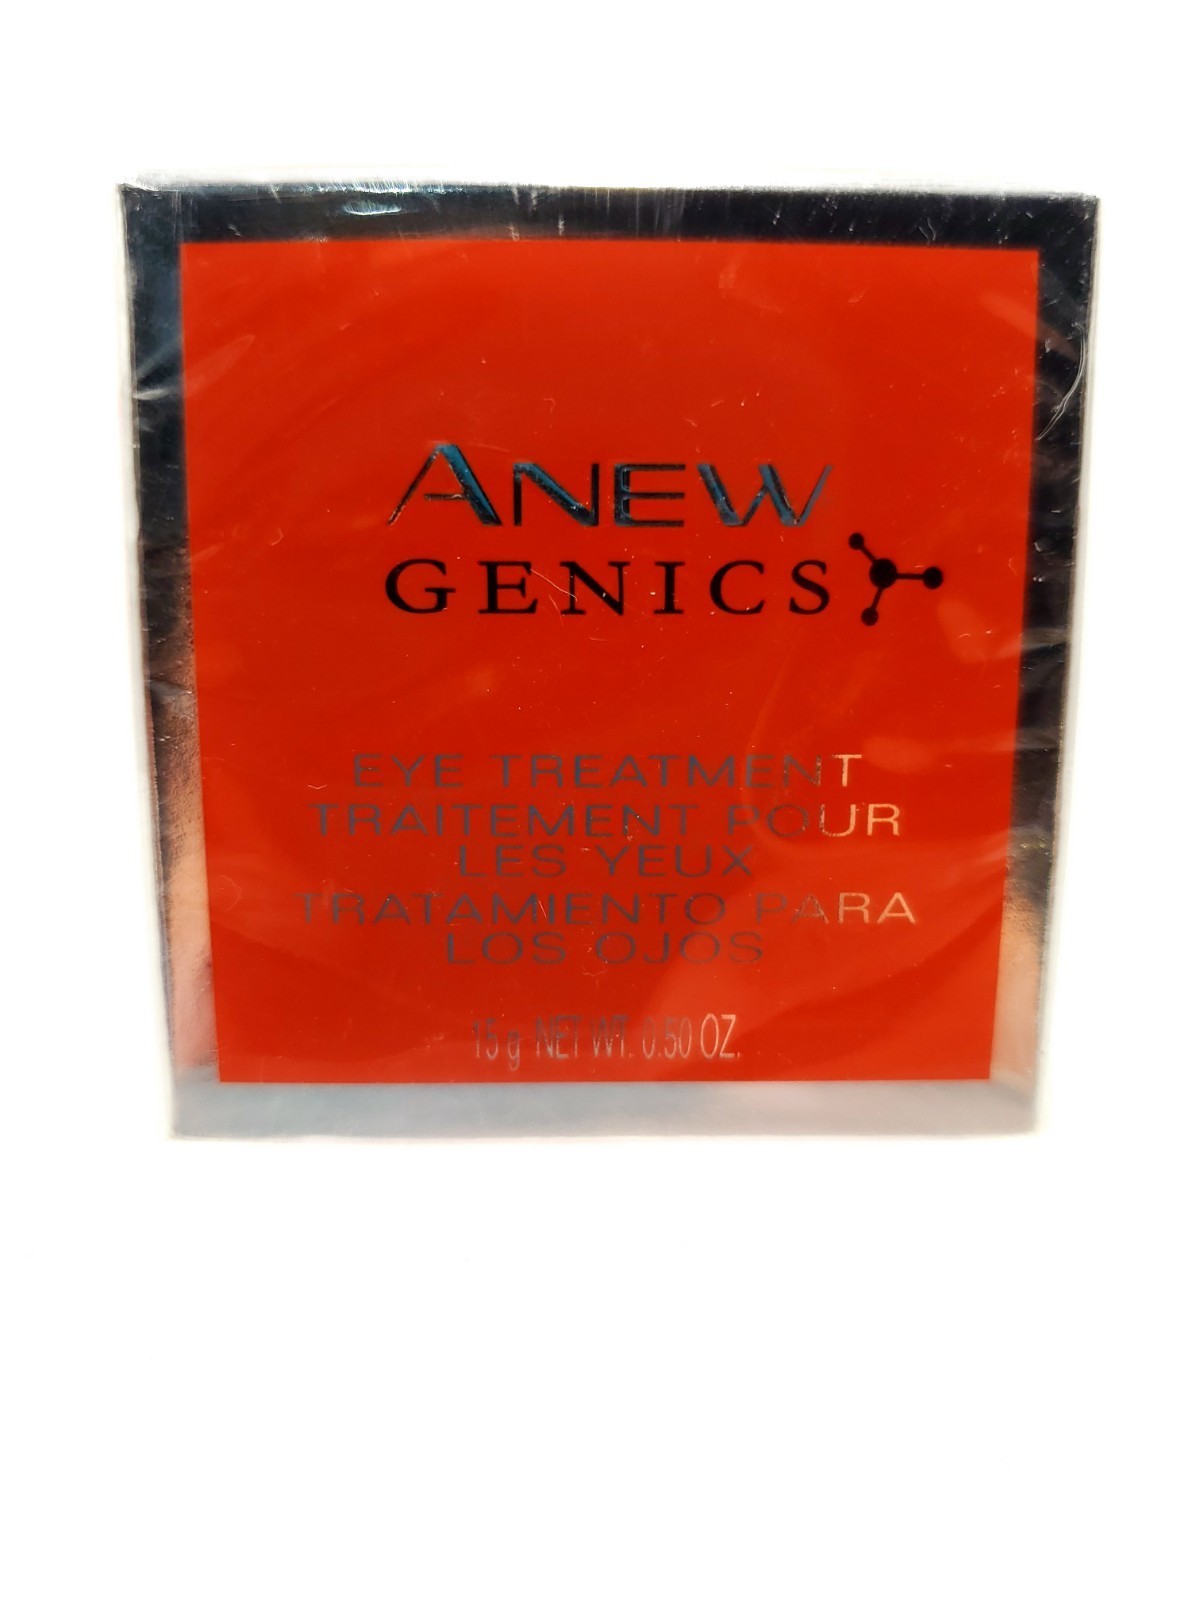 ANEW
GENICS
EYE TREATMENT
TRAITEMENT POUR
LES YEUX
TRATAMIENTO PARA
LOS OJOS
15 g NET WT. 0.50 OZ.